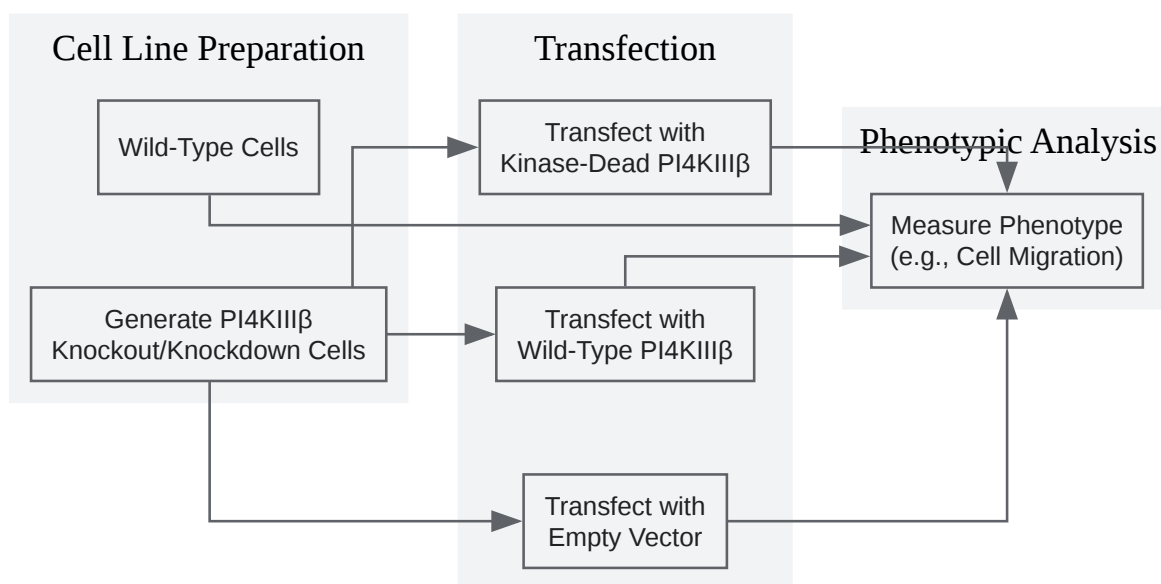 Cell Line Preparation
Transfection
Phenotypic Analysis
Wild-Type Cells
Transfect with
Kinase-Dead PI4KIIIβ
Measure Phenotype
(e.g., Cell Migration)
Generate PI4KIIIβ
Knockout/Knockdown Cells
Transfect with
Wild-Type PI4KIIIβ
Transfect with
Empty Vector